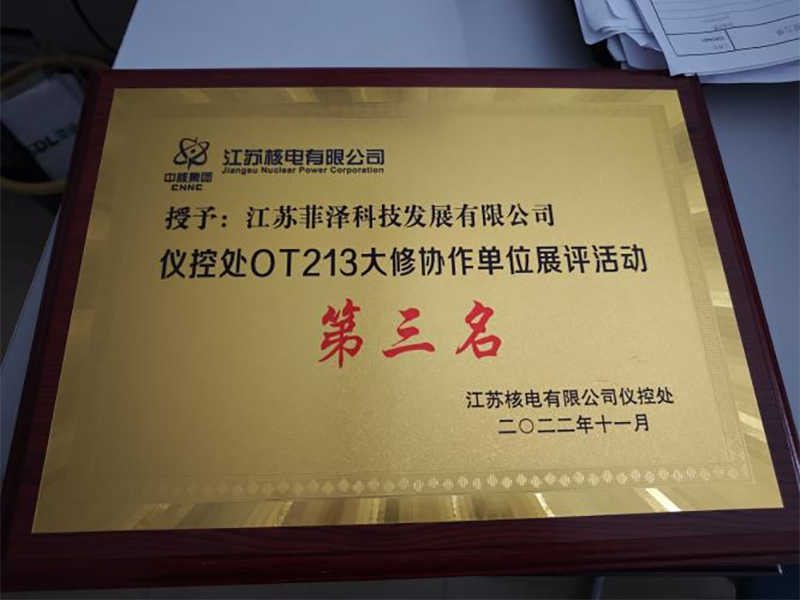 中核集团
CNNC
江苏核电有限公司
Jiangsu Nuclear Power Corporation
授予：江苏菲泽科技发展有限公司
仪控处OT213大修协作单位展评活动
第三名
江苏核电有限公司仪控处
二〇二二年十一月